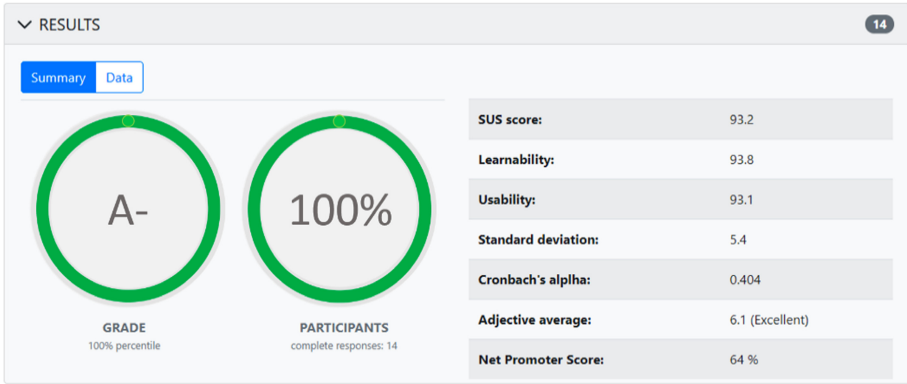 RESULTS 14
Summary Data
A-
100%
GRADE
100% percentile
PARTICIPANTS
complete responses: 14
SUS score: 93.2
Learnability: 93.8
Usability: 93.1
Standard deviation: 5.4
Cronbach's alplha: 0.404
Adjective average: 6.1 (Excellent)
Net Promoter Score: 64 %